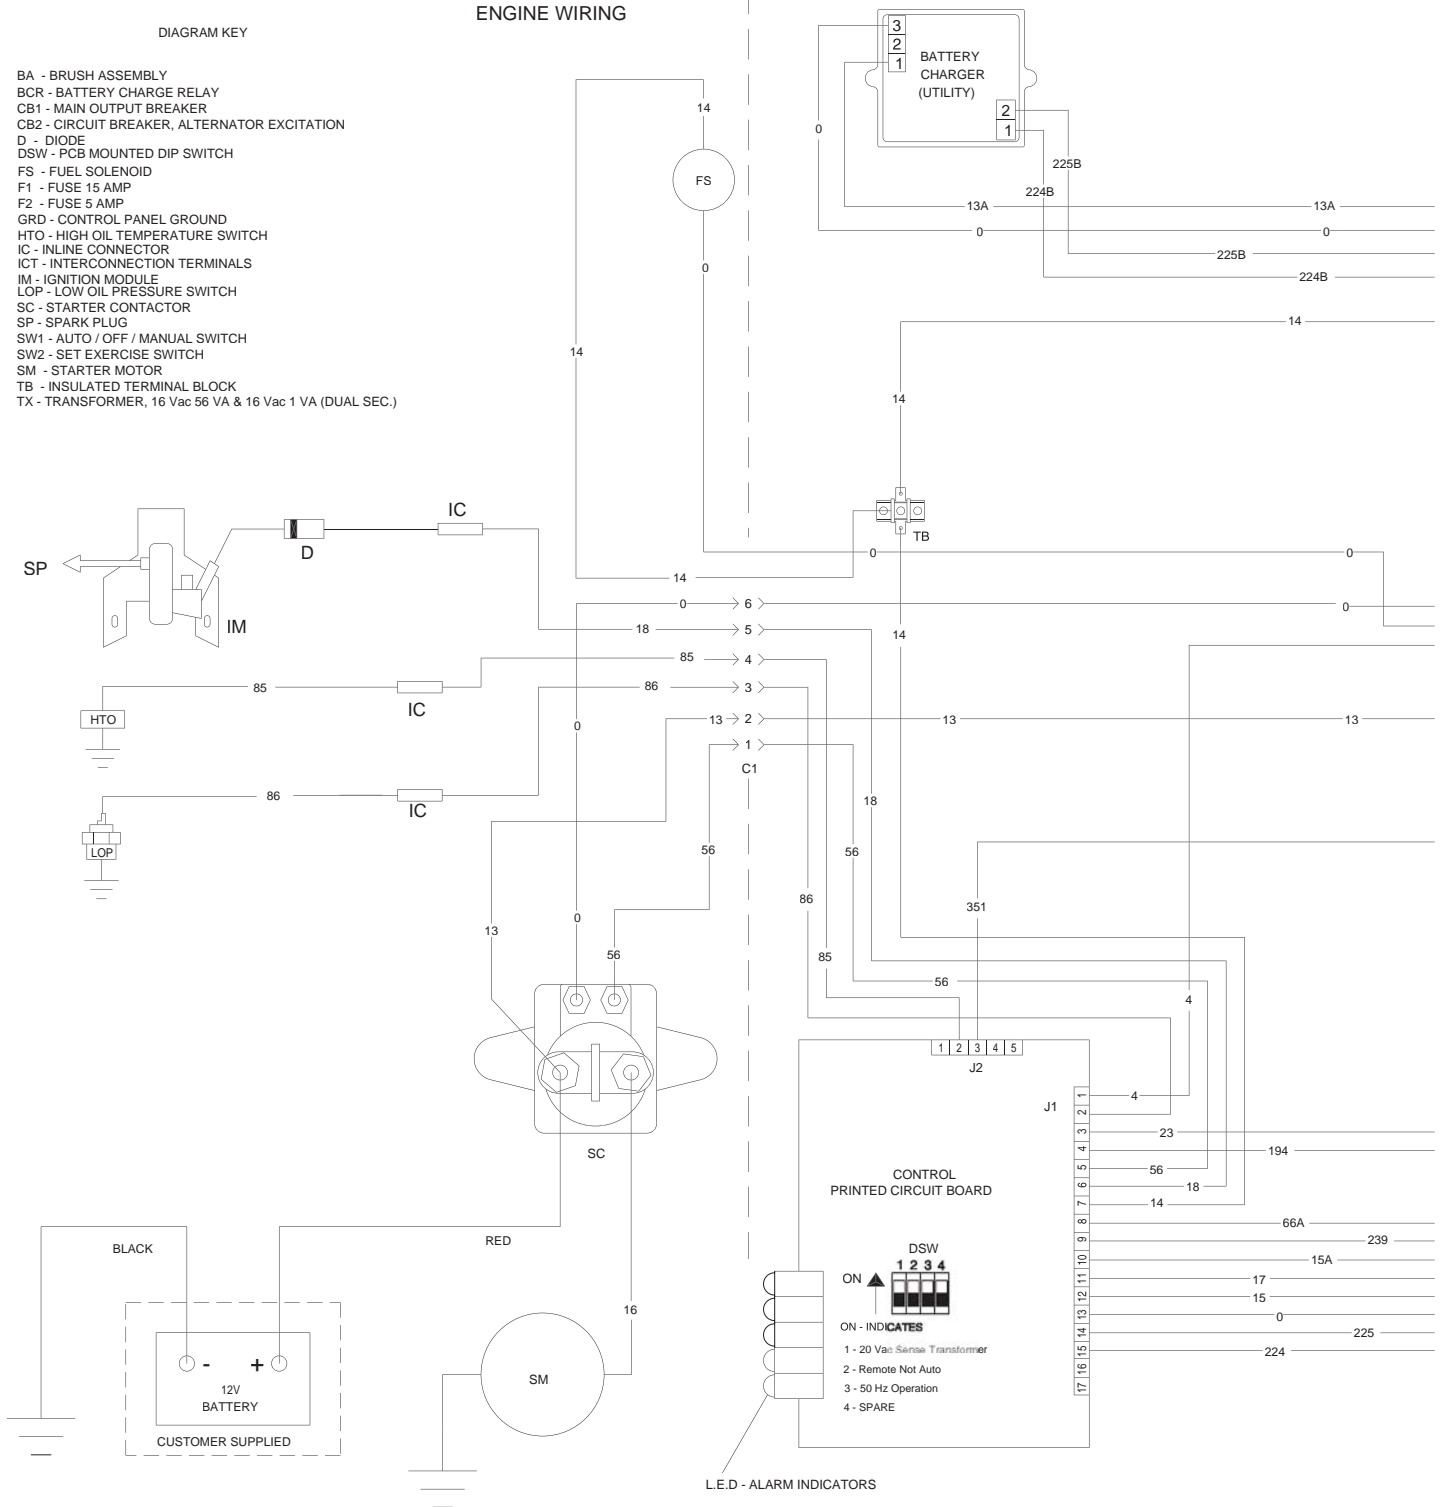 ENGINE WIRING
DIAGRAM KEY
BA - BRUSH ASSEMBLY
BCR - BATTERY CHARGE RELAY
CB1 - MAIN OUTPUT BREAKER
CB2 - CIRCUIT BREAKER, ALTERNATOR EXCITATION
D - DIODE
DSW - PCB MOUNTED DIP SWITCH
FS - FUEL SOLENOID
F1 - FUSE 15 AMP
F2 - FUSE 5 AMP
GRD - CONTROL PANEL GROUND
HTO - HIGH OIL TEMPERATURE SWITCH
IC - INLINE CONNECTOR
ICT - INTERCONNECTION TERMINALS
IM - IGNITION MODULE
LOP - LOW OIL PRESSURE SWITCH
SC - STARTER CONTACTOR
SP - SPARK PLUG
SW1 - AUTO / OFF / MANUAL SWITCH
SW2 - SET EXERCISE SWITCH
SM - STARTER MOTOR
TB - INSULATED TERMINAL BLOCK
TX - TRANSFORMER, 16 Vac 56 VA & 16 Vac 1 VA (DUAL SEC.)
3
2
1
BATTERY
CHARGER
(UTILITY)
2
1
14
0
FS
225B
224B
13A
13A
0
0
0
225B
224B
14
14
14
IC
D
SP
IM
TB
0
0
14
0
6
0
18
5
14
85
4
85
IC
86
3
HTO
0
13
2
13
13
1
C1
86
IC
18
LOP
56
56
86
351
0
13
56
85
56
4
1 2 3 4 5
J2
J1
1
4
2
3
23
4
194
5
56
6
18
7
14
8
66A
9
239
10
15A
11
17
12
15
13
0
14
225
15
224
16
17
SC
CONTROL
PRINTED CIRCUIT BOARD
BLACK
RED
DSW
1 2 3 4
ON
ON - INDICATES
1 - 20 Vac Sense Transformer
2 - Remote Not Auto
3 - 50 Hz Operation
4 - SPARE
16
- +
12V
BATTERY
SM
CUSTOMER SUPPLIED
L.E.D - ALARM INDICATORS